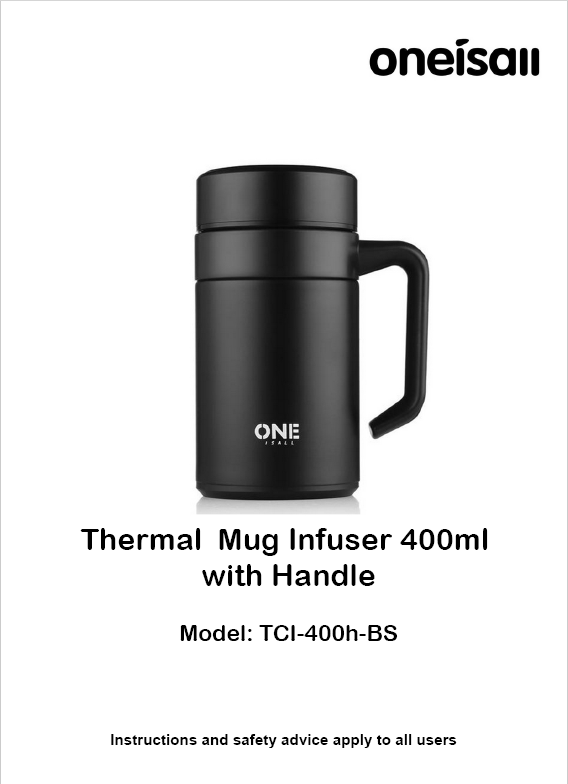 oneisall
ONE
ISALL
Thermal Mug Infuser 400ml
with Handle
Model: TCI-400h-BS
Instructions and safety advice apply to all users